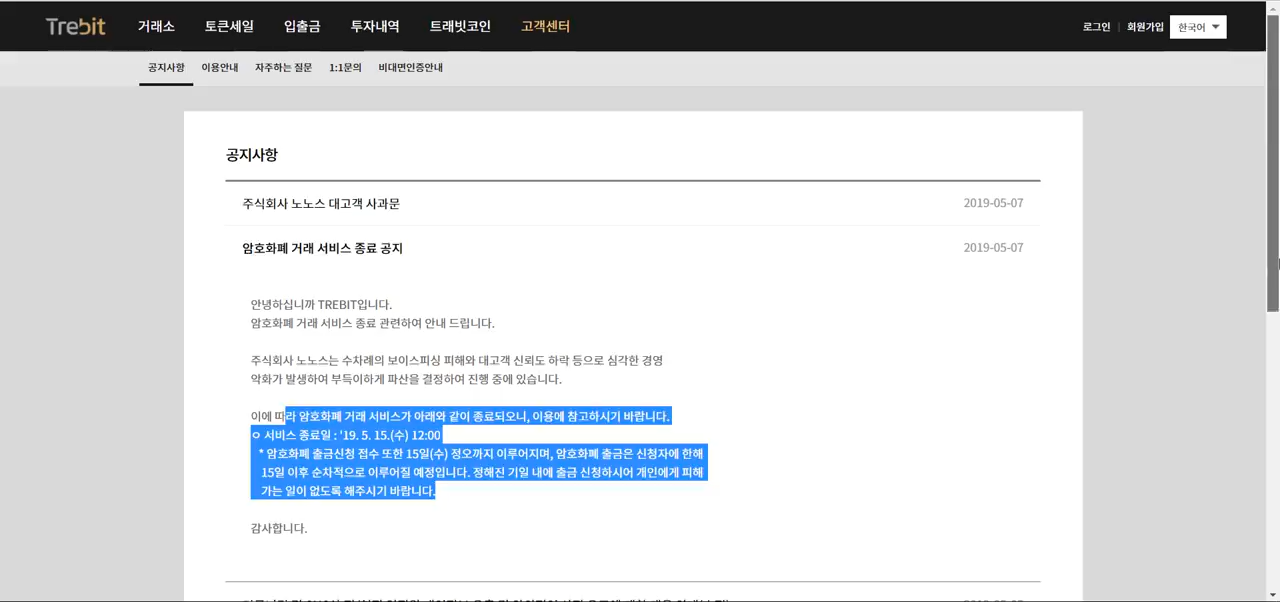 Trebit 거래소 토큰세일 입출금 투자내역 트래빗코인 고객센터 로그인 회원가입 한국어
공지사항 이용안내 자주하는 질문 1:1문의 비대면인증안내
공지사항
주식회사 노노스 대고객 사과문 2019-05-07
암호화폐 거래 서비스 종료 공지 2019-05-07
안녕하십니까 TREBIT입니다.
암호화폐 거래 서비스 종료 관련하여 안내 드립니다.
주식회사 노노스는 수차례의 보이스피싱 피해와 대고객 신뢰도 하락 등으로 심각한 경영
악화가 발생하여 부득이하게 파산을 결정하여 진행 중에 있습니다.
이에 따라 암호화폐 거래 서비스가 아래와 같이 종료되오니, 이용에 참고하시기 바랍니다.
ㅇ 서비스 종료일 : '19. 5. 15.(수) 12:00
* 암호화폐 출금신청 접수 또한 15일(수) 정오까지 이루어지며, 암호화폐 출금은 신청자에 한해
15일 이후 순차적으로 이루어질 예정입니다. 정해진 기일 내에 출금 신청하시어 개인에게 피해
가는 일이 없도록 해주시기 바랍니다.
감사합니다.